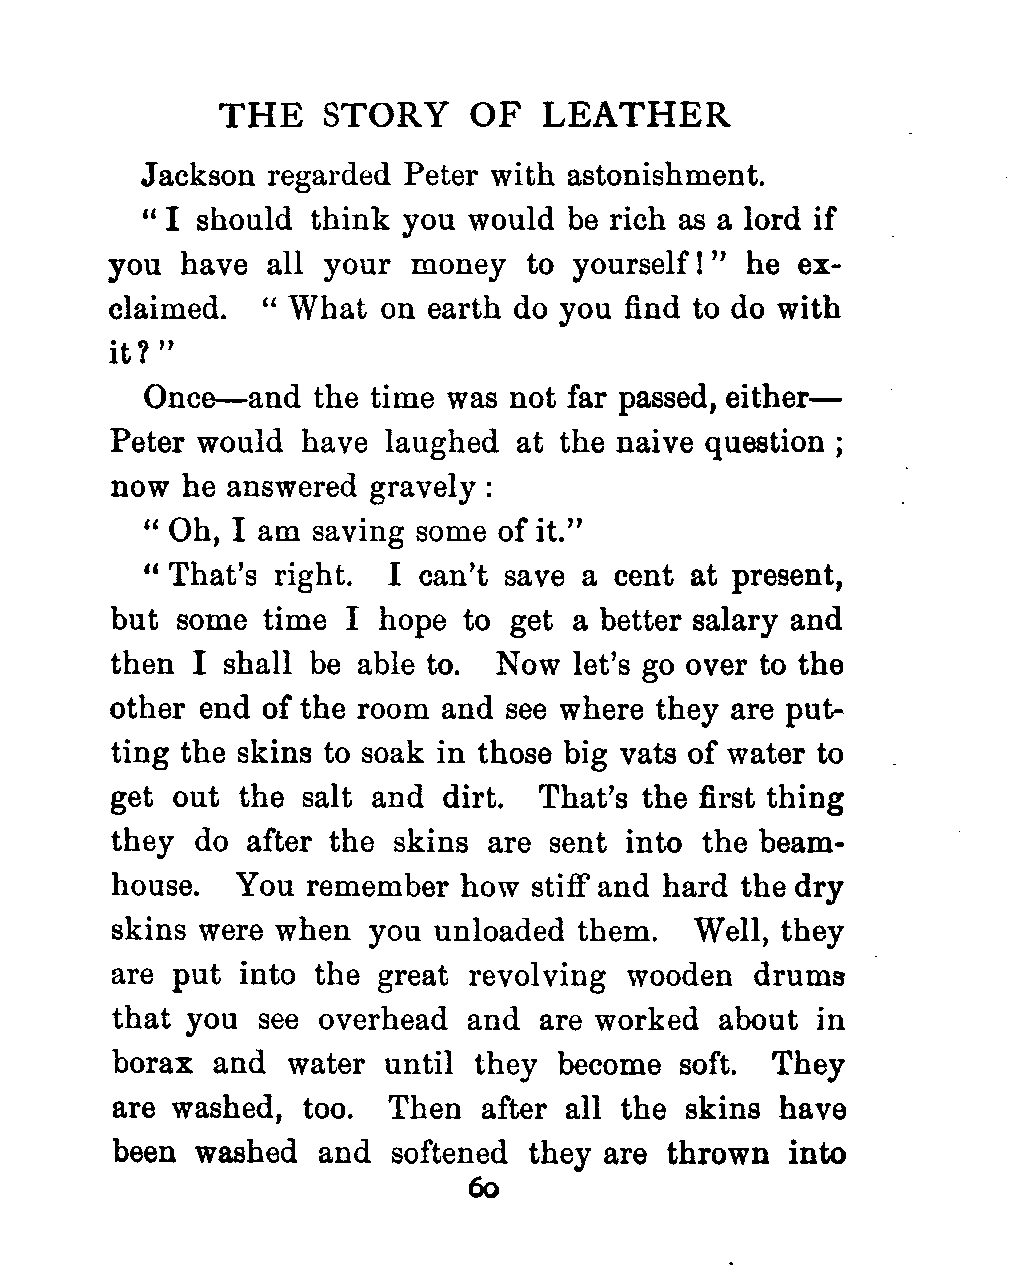 THE STORY OF LEATHER
Jackson regarded Peter with astonishment.
“ I should think you would be rich as a lord if
you have all your money to yourself!” he ex-
claimed. “ What on earth do you find to do with
it? ”
Once—and the time was not far passed, either—
Peter would have laughed at the naive question ;
now he answered gravely :
“ Oh, I am saving some of it.”
“ That’s right. I can’t save a cent at present,
but some time I hope to get a better salary and
then I shall be able to. Now let’s go over to the
other end of the room and see where they are put-
ting the skins to soak in those big vats of water to
get out the salt and dirt. That’s the first thing
they do after the skins are sent into the beam-
house. You remember how stiff and hard the dry
skins were when you unloaded them. Well, they
are put into the great revolving wooden drums
that you see overhead and are worked about in
borax and water until they become soft. They
are washed, too. Then after all the skins have
been washed and softened they are thrown into
60